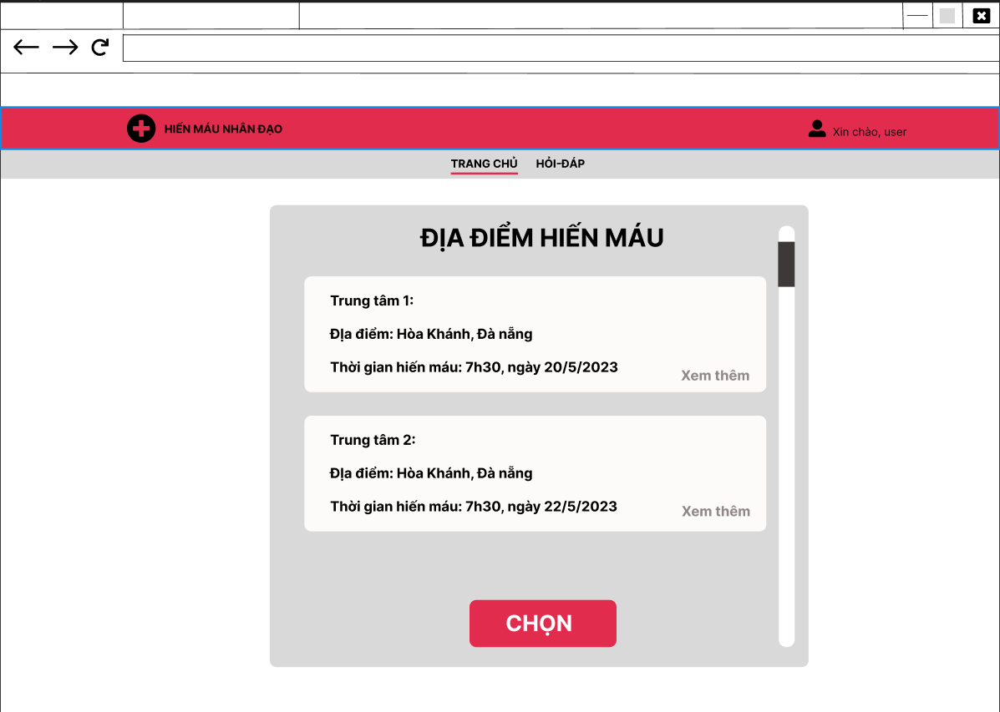 HIẾN MÁU NHÂN ĐẠO
Xin chào, user
TRANG CHỦ HỎI-ĐÁP
ĐỊA ĐIỂM HIẾN MÁU
Trung tâm 1:
Địa điểm: Hòa Khánh, Đà nẵng
Thời gian hiến máu: 7h30, ngày 20/5/2023
Xem thêm
Trung tâm 2:
Địa điểm: Hòa Khánh, Đà nẵng
Thời gian hiến máu: 7h30, ngày 22/5/2023
Xem thêm
CHỌN